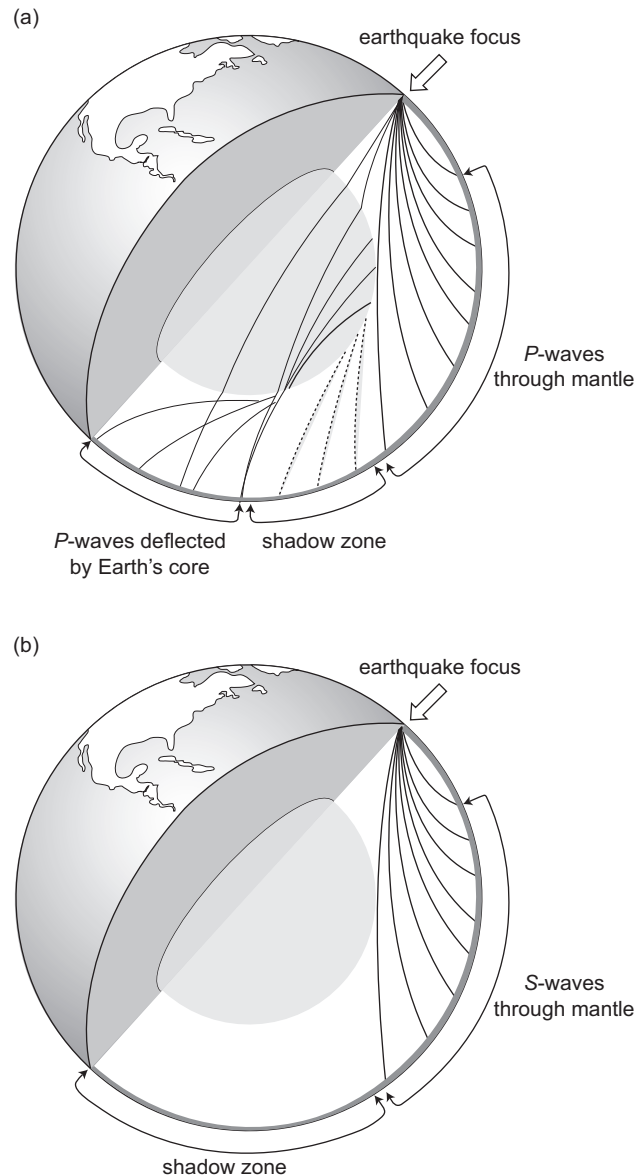 (a)
earthquake focus
P-waves
through mantle
P-waves deflected
by Earth’s core
shadow zone
(b)
earthquake focus
S-waves
through mantle
shadow zone